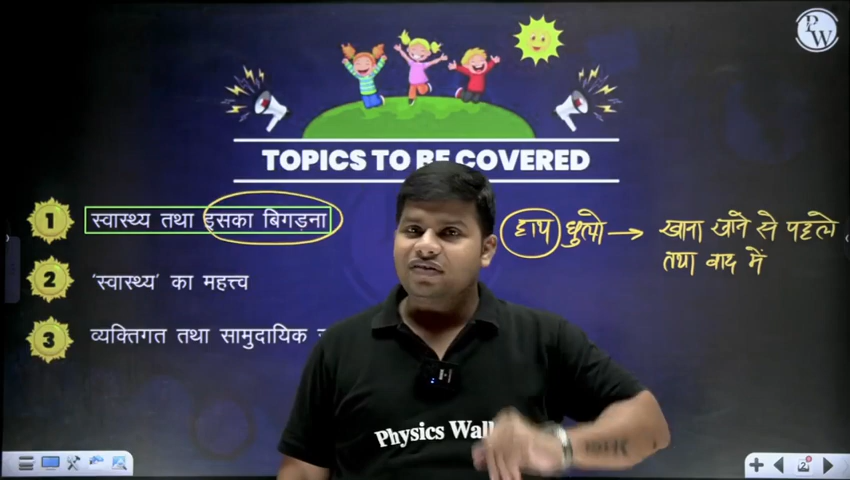 PW
TOPICS TO BE COVERED
1 स्वास्थ्य तथा इसका बिगड़ना
2 'स्वास्थ्य' का महत्त्व
3 व्यक्तिगत तथा सामुदायिक
हाथ धुलो → खाना खाने से पहले
तथा बाद में
Physics Wall
2